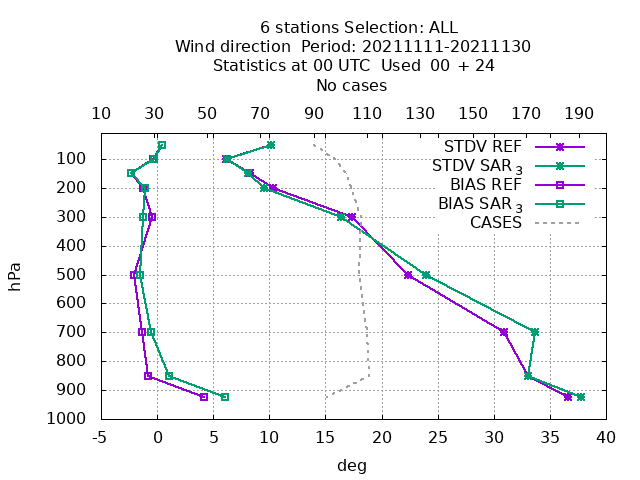 6 stations Selection: ALL
Wind direction  Period: 20211111-20211130
Statistics at 00 UTC  Used  00 + 24
No cases
10 30 50 70 90 110 130 150 170 190
STDV REF
STDV SAR 3
BIAS REF
BIAS SAR 3
CASES
hPa
100
200
300
400
500
600
700
800
900
1000
-5 0 5 10 15 20 25 30 35 40
deg